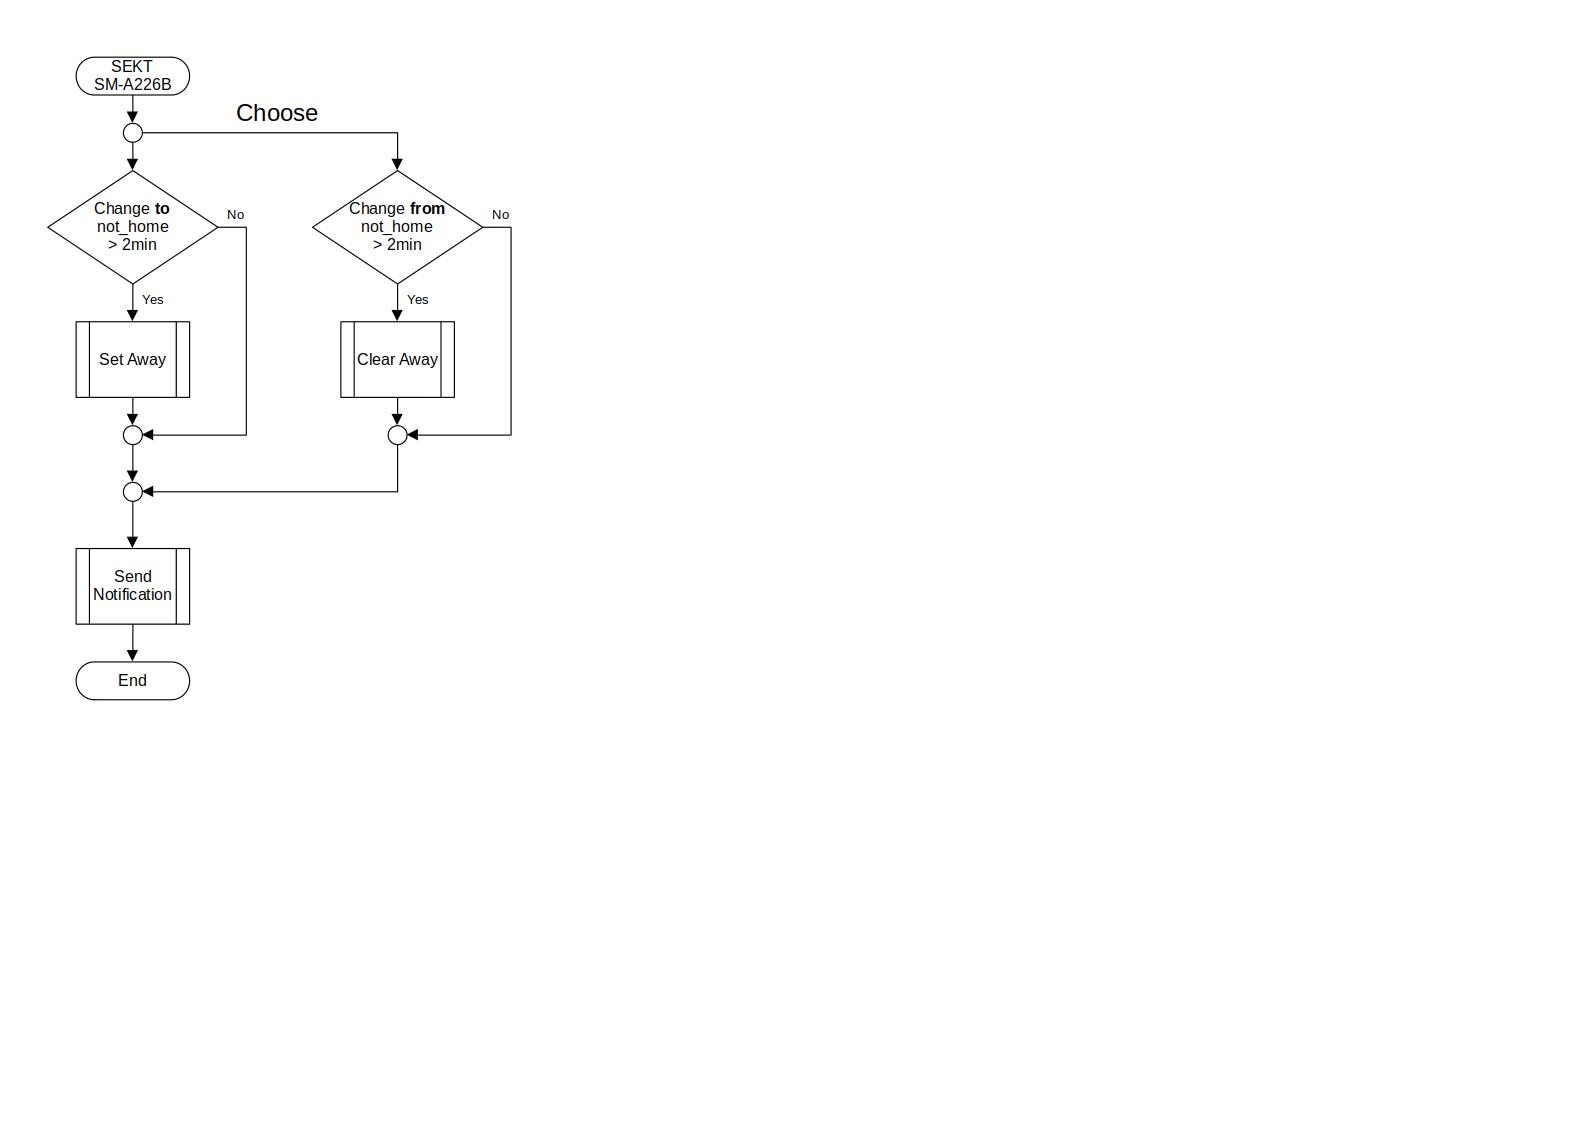 SEKT
SM-A226B
Choose
Change to
not_home
> 2min
No
Yes
Change from
not_home
> 2min
No
Yes
Set Away
Clear Away
Send
Notification
End